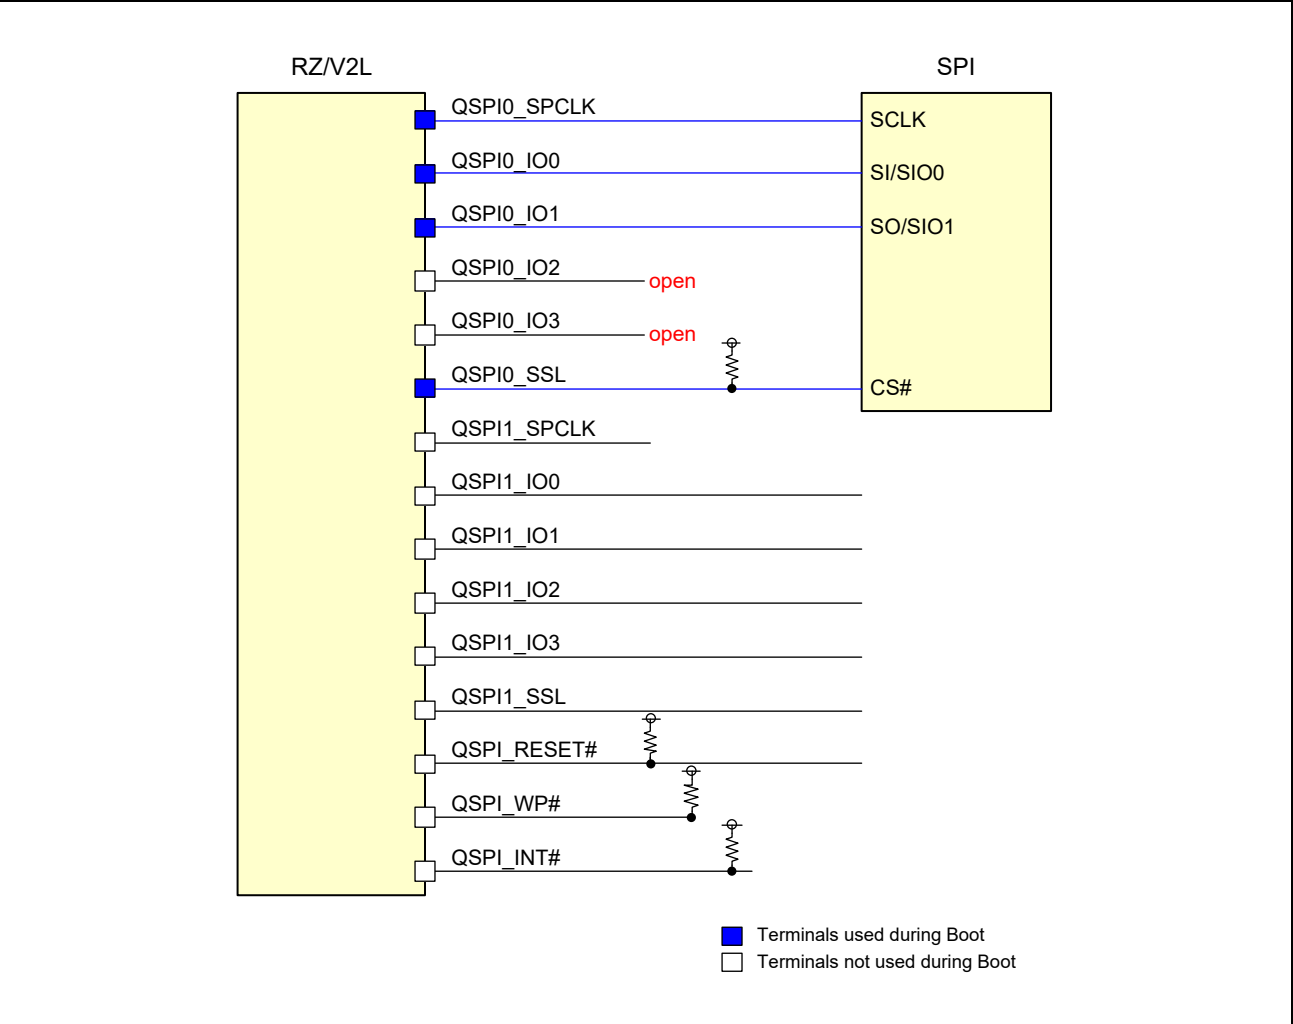 RZ/V2L
SPI
QSPI0_SPCLK
SCLK
QSPI0_IO0
SI/SIO0
QSPI0_IO1
SO/SIO1
QSPI0_IO2
open
QSPI0_IO3
open
QSPI0_SSL
CS#
QSPI1_SPCLK
QSPI1_IO0
QSPI1_IO1
QSPI1_IO2
QSPI1_IO3
QSPI1_SSL
QSPI_RESET#
QSPI_WP#
QSPI_INT#
Terminals used during Boot
Terminals not used during Boot